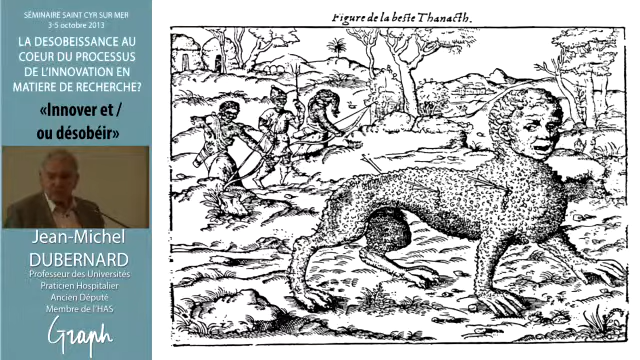 SÉMINAIRE SAINT CYR SUR MER
3-5 octobre 2013
LA DESOBEISSANCE AU
COEUR DU PROCESSUS
DE L'INNOVATION EN
MATIERE DE RECHERCHE?
«Innover et /
ou désobéir»
Jean-Michel
DUBERNARD
Professeur des Universités
Praticien Hospitalier
Ancien Député
Membre de l'HAS
Graph
Figure de la beste Thanacth.